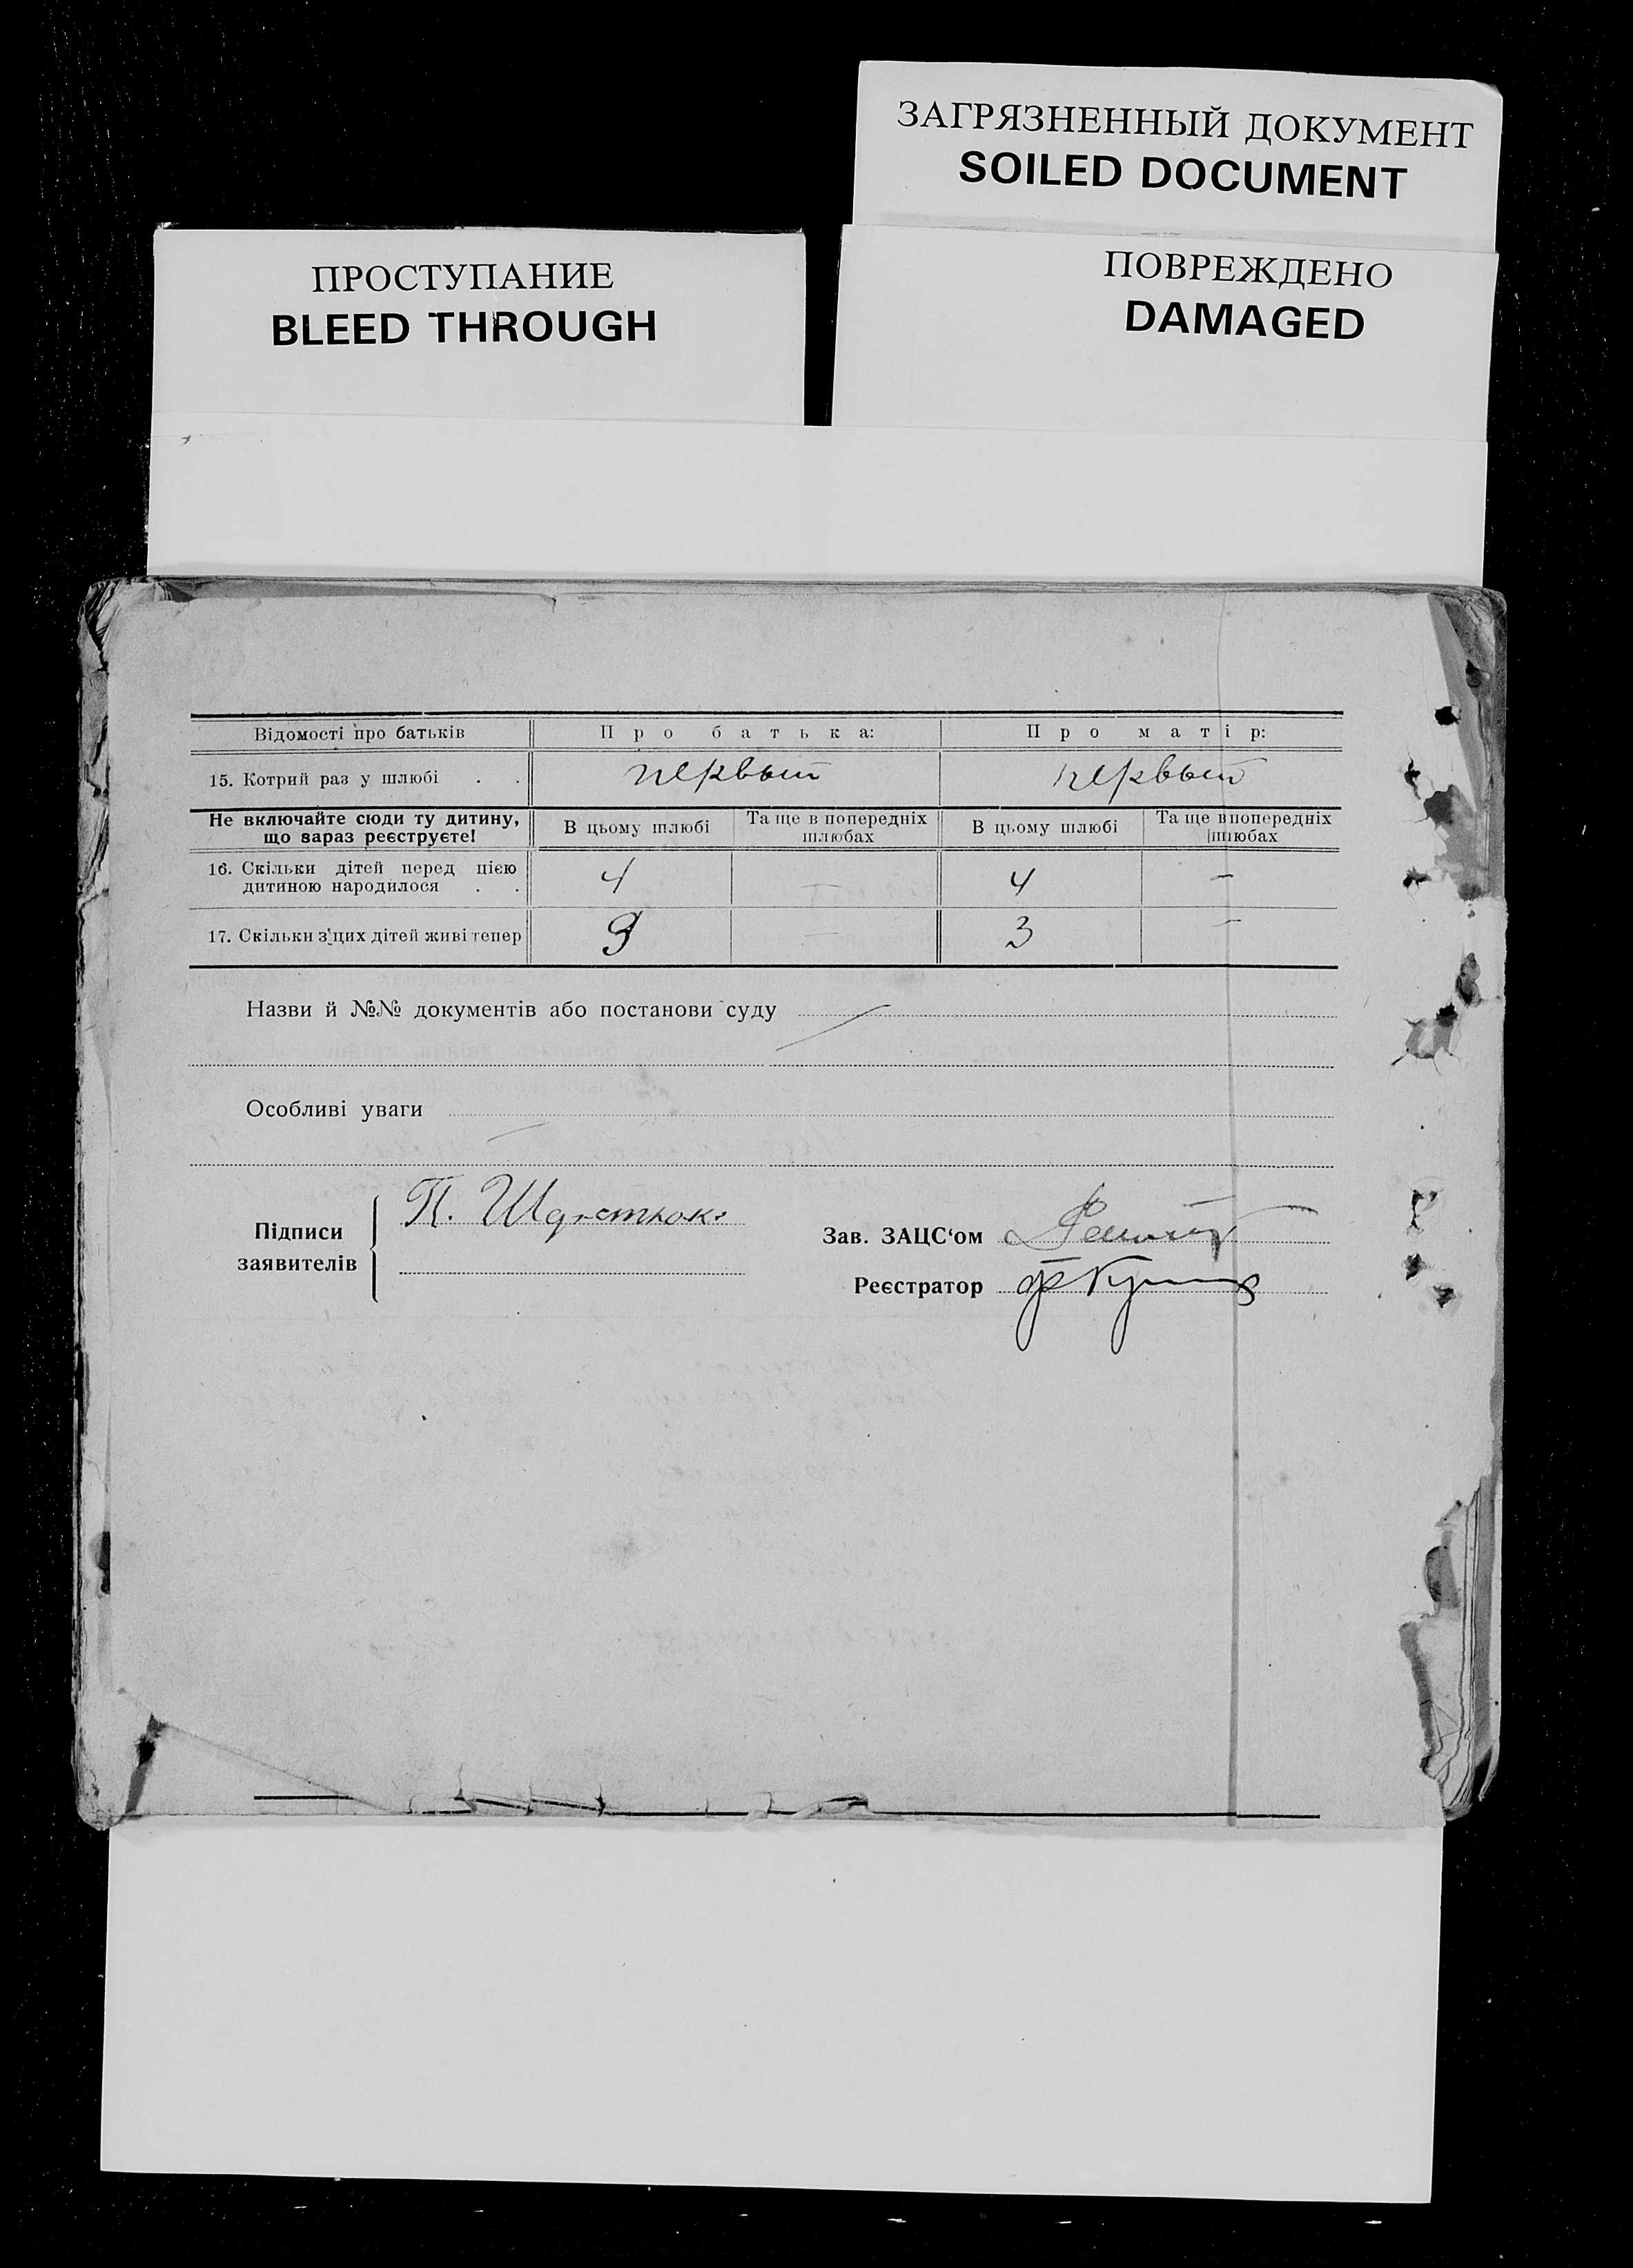 ЗАГРЯЗНЕННЫЙ ДОКУМЕНТ
SOILED DOCUMENT
ПРОСТУПАНИЕ
BLEED THROUGH
ПОВРЕЖДЕНО
DAMAGED
Відомості про батьків Про батька: Про матір:
15. Котрий раз у шлюбі . . первый первый
Не включайте сюди ту дитину, що зараз реєструєте! В цьому шлюбі Та ще в попередніх шлюбах В цьому шлюбі Та ще в попередніх шлюбах
16. Скільки дітей перед цією
дитиною народилося . . 4 — 4 —
17. Скільки з цих дітей живі тепер 3 — 3 —
Назви й №№ документів або постанови суду
Особливі уваги
Підписи
заявителів
П.
Зав. ЗАЦС‘ом
Реєстратор